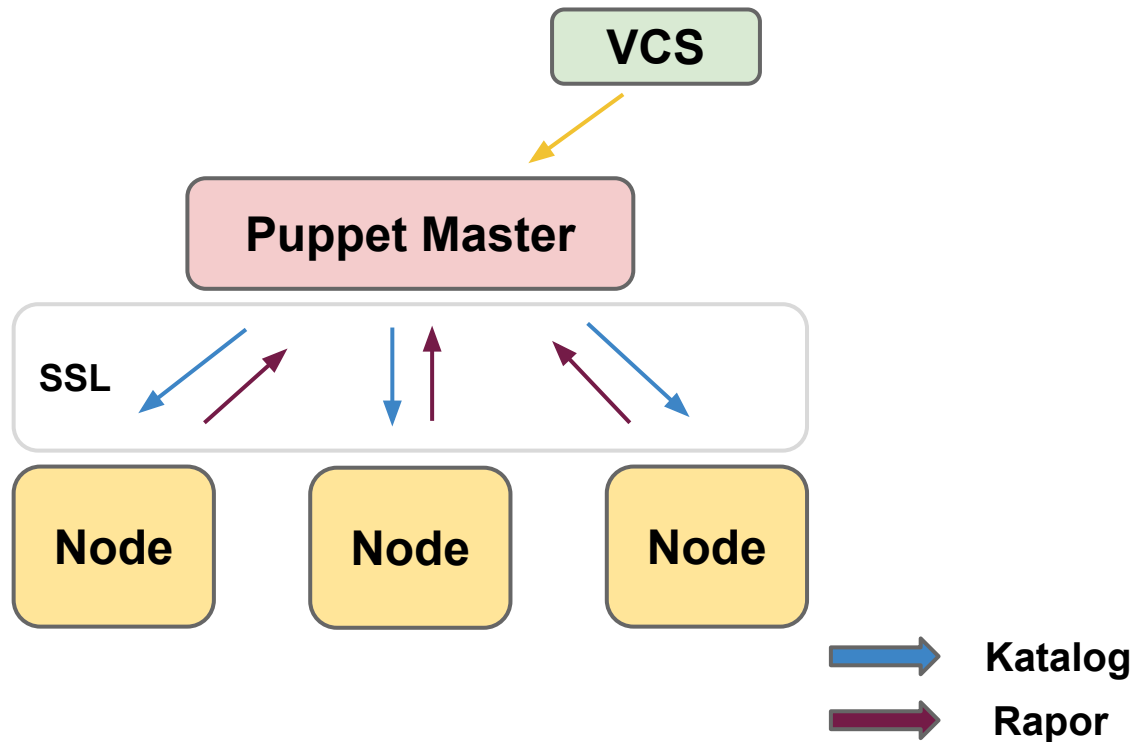 VCS
Puppet Master
SSL
Node
Node
Node
Katalog
Rapor